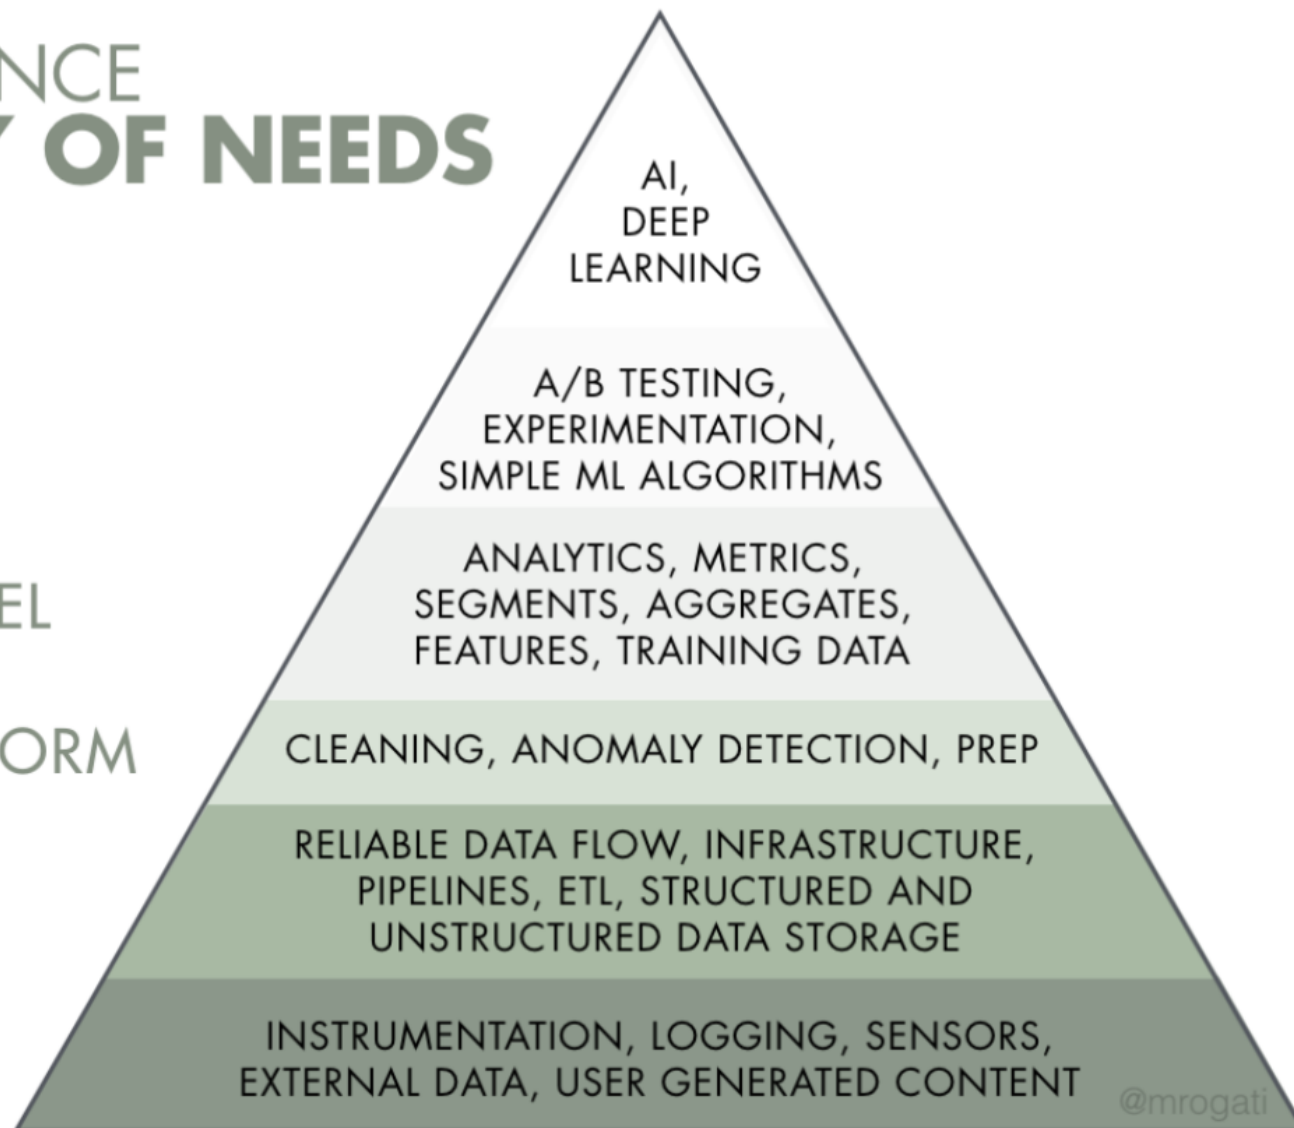 NCE
Y OF NEEDS
AI,
DEEP
LEARNING
A/B TESTING,
EXPERIMENTATION,
SIMPLE ML ALGORITHMS
ANALYTICS, METRICS,
SEGMENTS, AGGREGATES,
FEATURES, TRAINING DATA
EL
CLEANING, ANOMALY DETECTION, PREP
ORM
RELIABLE DATA FLOW, INFRASTRUCTURE,
PIPELINES, ETL, STRUCTURED AND
UNSTRUCTURED DATA STORAGE
INSTRUMENTATION, LOGGING, SENSORS,
EXTERNAL DATA, USER GENERATED CONTENT
@mrogati